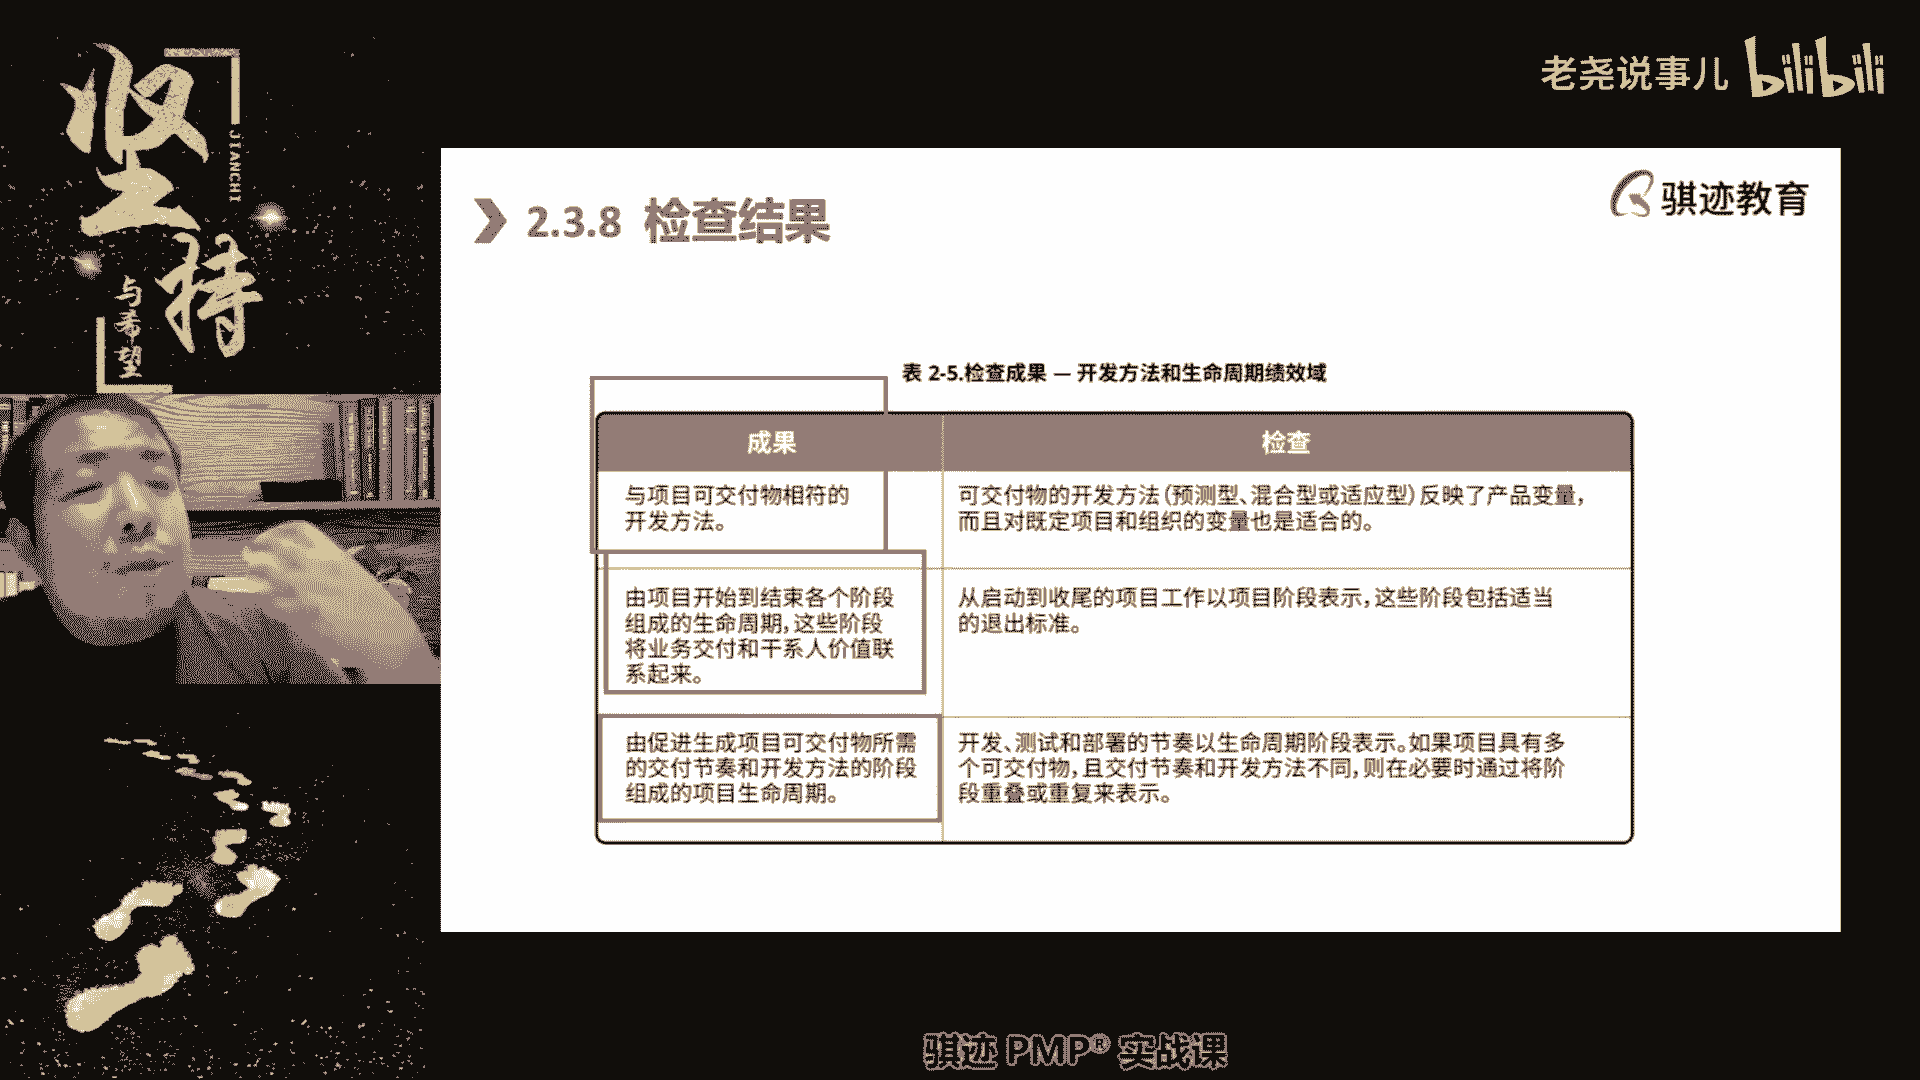 坚持
JIANCHI
与希望
老尧说事儿 bilibili
骐迹教育
2.3.8 检查结果
表 2-5.检查成果 — 开发方法和生命周期绩效域
成果
检查
与项目可交付物相符的
开发方法。
可交付物的开发方法(预测型、混合型或适应型)反映了产品变量,
而且对既定项目和组织的变量也是适合的。
由项目开始到结束各个阶段
组成的生命周期,这些阶段
将业务交付和干系人价值联
系起来。
从启动到收尾的项目工作以项目阶段表示,这些阶段包括适当
的退出标准。
由促进生成项目可交付物所需
的交付节奏和开发方法的阶段
组成的项目生命周期。
开发、测试和部署的节奏以生命周期阶段表示。如果项目具有多
个可交付物,且交付节奏和开发方法不同,则在必要时通过将阶
段重叠或重复来表示。
骐迹 PMP® 实战课